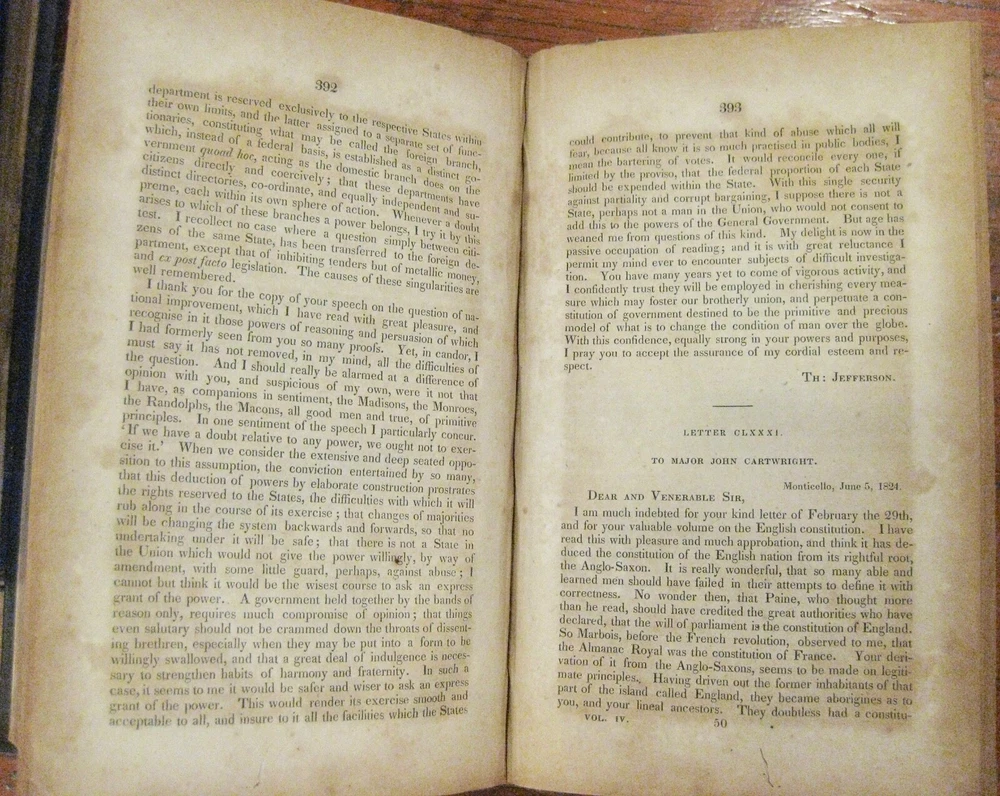 392
department is reserved exclusively to the respective States within
their own limits, and the latter assigned to a separate set of func-
tionaries, constituting what may be called the foreign branch,
which, instead of a federal basis, is established as a distinct go-
vernment quoad hoc, acting as the domestic branch does on the
citizens directly and coercively; that these departments have
distinct directories, co-ordinate, and equally independent and su-
preme, each within its own sphere of action. Whenever a doubt
arises to which of these branches a power belongs, I try it by this
test. I recollect no case where a question simply between citi-
zens of the same State, has been transferred to the foreign de-
partment, except that of inhibiting tenders but of metallic money,
and ex post facto legislation. The causes of these singularities are
well remembered.
I thank you for the copy of your speech on the question of na-
tional improvement, which I have read with great pleasure, and
recognise in it those powers of reasoning and persuasion of which
I had formerly seen from you so many proofs. Yet, in candor, I
must say it has not removed, in my mind, all the difficulties of
the question. And I should really be alarmed at a difference of
opinion with you, and suspicious of my own, were it not that
I have, as companions in sentiment, the Madisons, the Monroes,
the Randolphs, the Macons, all good men and true, of primitive
principles. In one sentiment of the speech I particularly concur.
'If we have a doubt relative to any power, we ought not to exer-
cise it.' When we consider the extensive and deep seated oppo-
sition to this assumption, the conviction entertained by so many,
that this deduction of powers by elaborate construction prostrates
the rights reserved to the States, the difficulties with which it will
rub along in the course of its exercise; that changes of majorities
will be changing the system backwards and forwards, so that no
undertaking under it will be safe; that there is not a State in
the Union which would not give the power willingly, by way of
amendment, with some little guard, perhaps, against abuse; I
cannot but think it would be the wisest course to ask an express
grant of the power. A government held together by the bands of
reason only, requires much compromise of opinion; that things
even salutary should not be crammed down the throats of dissent-
ing brethren, especially when they may be put into a form to be
willingly swallowed, and that a great deal of indulgence is neces-
sary to strengthen habits of harmony and fraternity. In such a
case, it seems to me it would be safer and wiser to ask an express
grant of the power. This would render its exercise smooth and
acceptable to all, and insure to it all the facilities which the States
393
could contribute, to prevent that kind of abuse which all will
fear, because all know it is so much practised in public bodies, I
mean the bartering of votes. It would reconcile every one, if
limited by the proviso, that the federal proportion of each State
should be expended within the State. With this single security
against partiality and corrupt bargaining, I suppose there is not a
State, perhaps not a man in the Union, who would not consent to
add this to the powers of the General Government. But age has
weaned me from questions of this kind. My delight is now in the
passive occupation of reading; and it is with great reluctance I
permit my mind ever to encounter subjects of difficult investiga-
tion. You have many years yet to come of vigorous activity, and
I confidently trust they will be employed in cherishing every mea-
sure which may foster our brotherly union, and perpetuate a con-
stitution of government destined to be the primitive and precious
model of what is to change the condition of man over the globe.
With this confidence, equally strong in your powers and purposes,
I pray you to accept the assurance of my cordial esteem and re-
spect.
TH: JEFFERSON.
LETTER CLXXXI.
TO MAJOR JOHN CARTWRIGHT.
Monticello, June 5, 1824.
DEAR AND VENERABLE SIR,
I am much indebted for your kind letter of February the 29th,
and for your valuable volume on the English constitution. I have
read this with pleasure and much approbation, and think it has de-
duced the constitution of the English nation from its rightful root,
the Anglo-Saxon. It is really wonderful, that so many able and
learned men should have failed in their attempts to define it with
correctness. No wonder then, that Paine, who thought more
than he read, should have credited the great authorities who have
declared, that the will of parliament is the constitution of England.
So Marbois, before the French revolution, observed to me, that
the Almanac Royal was the constitution of France. Your deri-
vation of it from the Anglo-Saxons, seems to be made on legiti-
mate principles. Having driven out the former inhabitants of that
part of the island called England, they became aborigines as to
you, and your lineal ancestors. They doubtless had a constitu-
VOL. IV. 50